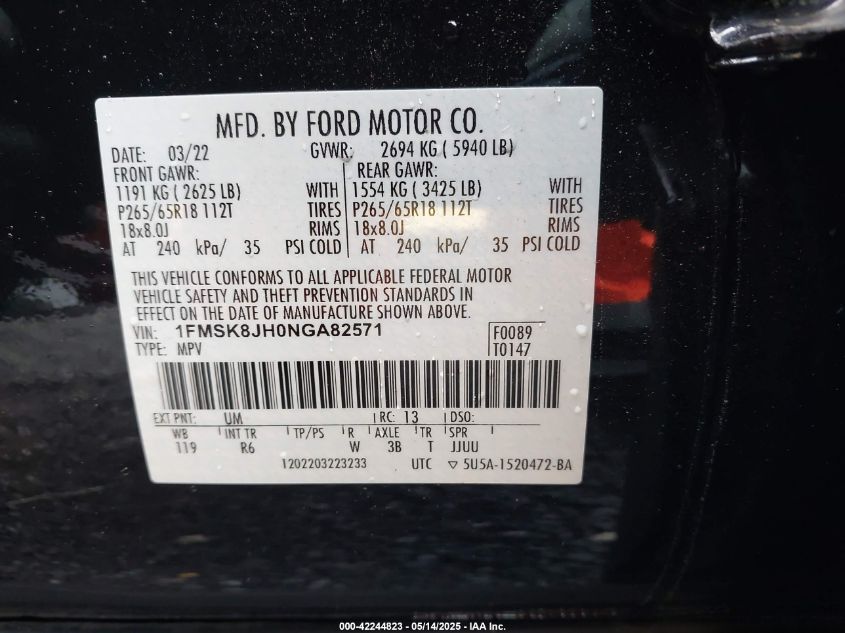 MFD. BY FORD MOTOR CO.
DATE: 03/22 GVWR: 2694 KG ( 5940 LB)
FRONT GAWR: REAR GAWR:
1191 KG ( 2625 LB) WITH 1554 KG ( 3425 LB) WITH
P265/65R18 112T TIRES P265/65R18 112T TIRES
18x8.0J RIMS 18x8.0J RIMS
AT 240 kPa/ 35 PSI COLD AT 240 kPa/ 35 PSI COLD
THIS VEHICLE CONFORMS TO ALL APPLICABLE FEDERAL MOTOR
VEHICLE SAFETY AND THEFT PREVENTION STANDARDS IN
EFFECT ON THE DATE OF MANUFACTURE SHOWN ABOVE.
VIN: 1FMSK8JH0NGA82571 F0089
TYPE: MPV T0147
EXT PNT: UM RC: 13 DSO:
WB INT TR TP/PS R AXLE TR SPR
119 R6 W 3B T JJUU
1202203223233 UTC ▽ 5U5A-1520472-BA
000-42244823 - 05/14/2025 - IAA Inc.